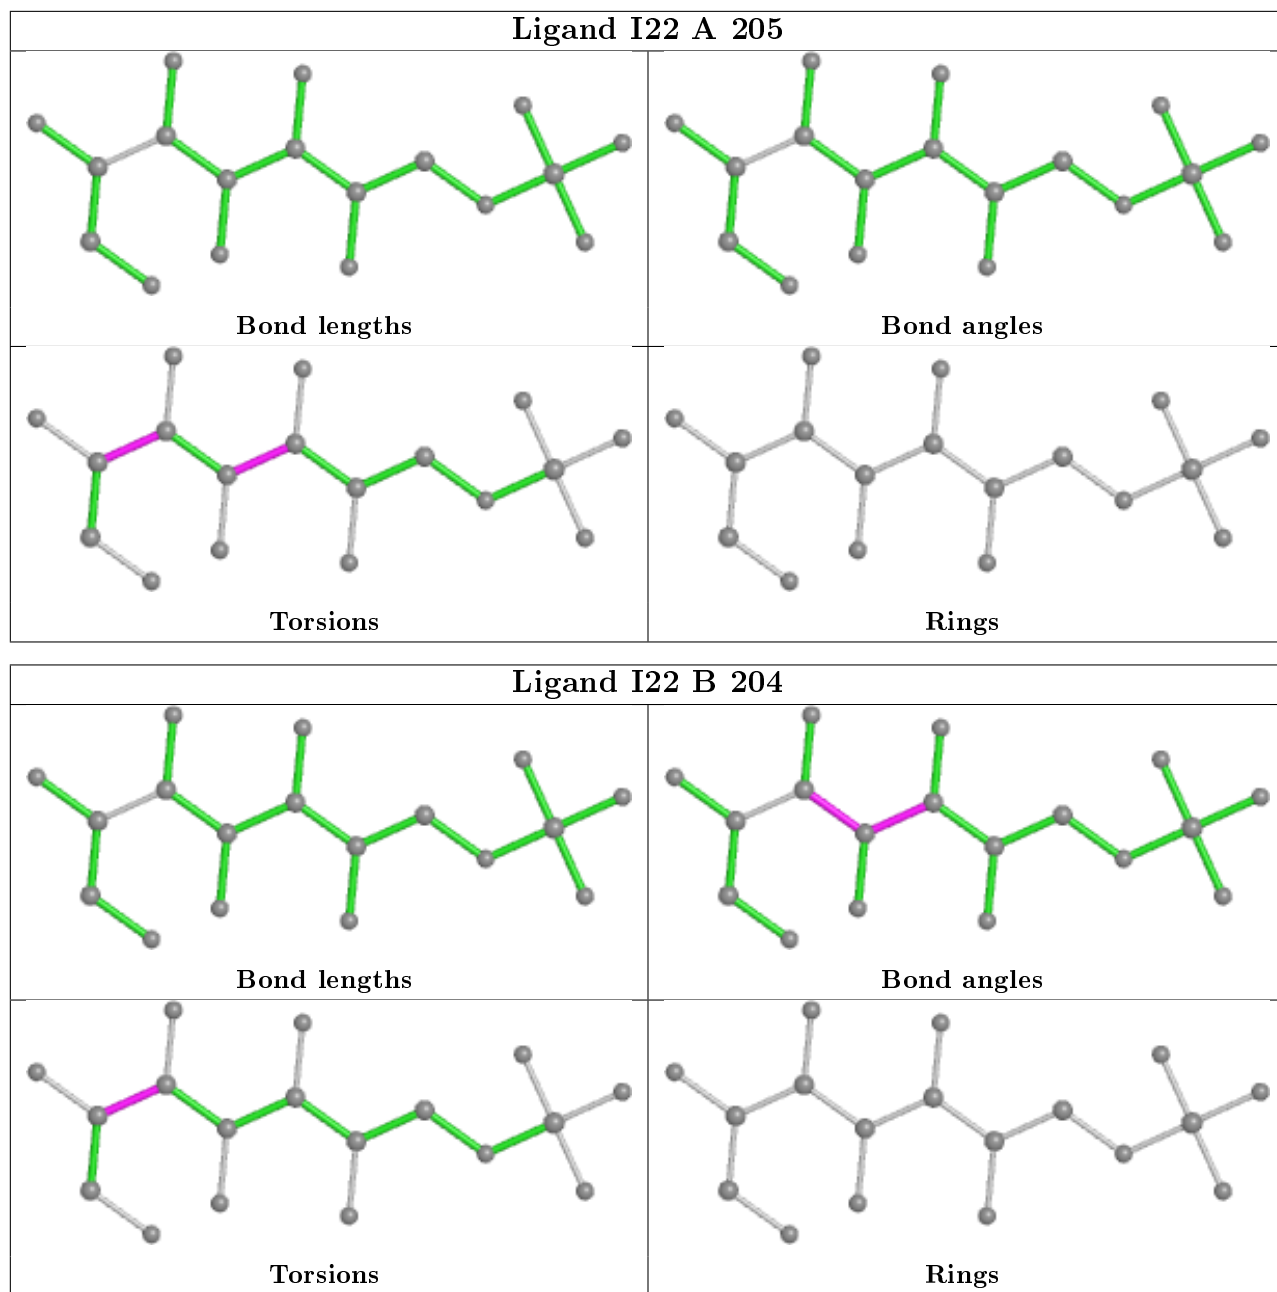 Ligand I22 A 205
Bond lengths
Bond angles
Torsions
Rings
Ligand I22 B 204
Bond lengths
Bond angles
Torsions
Rings